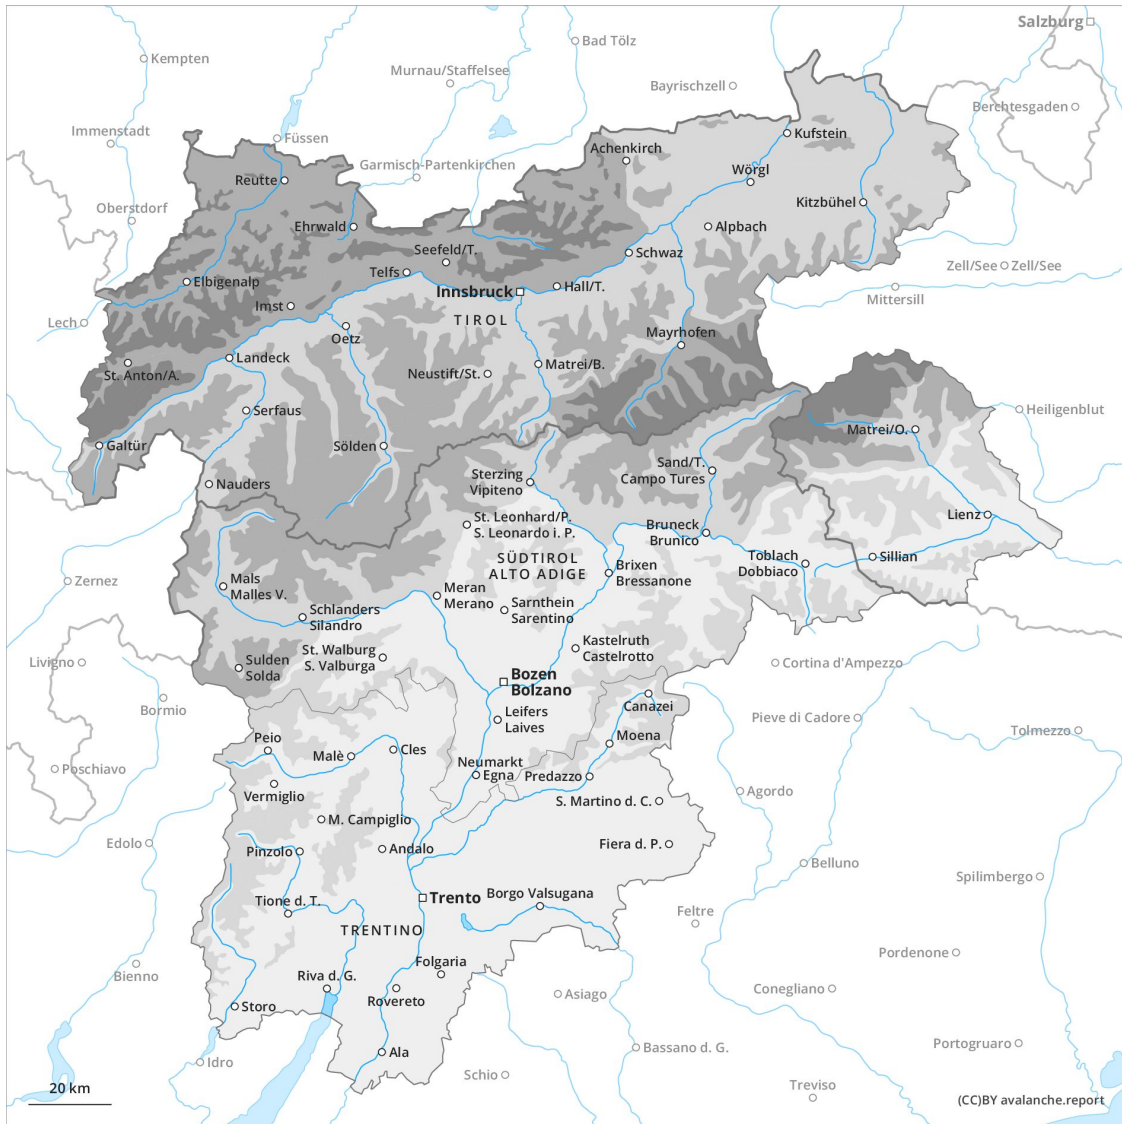 Salzburg
Bad Tölz
Kempten
Murnau/Staffelsee
Bayrischzell
Berchtesgaden
Immenstadt
Füssen
Kufstein
Achenkirch
Garmisch-Partenkirchen
Wörgl
Reutte
Kitzbühel
Oberstdorf
Ehrwald
Alpbach
Seefeld/T.
Schwaz
Zell/See
Zell/See
Telfs
Elbigenalp
Hall/T.
Innsbruck
Mittersill
Imst
Lech
TIROL
Mayrhofen
Oetz
Landeck
Matrei/B.
St. Anton/A.
Neustift/St.
Serfaus
Heiligenblut
Matrei/O.
Galtür
Sölden
Sand/T.
Campo Tures
Sterzing
Vipiteno
Nauders
Lienz
St. Leonhard/P.
S. Leonardo i. P.
Bruneck
Brunico
SÜDTIROL
ALTO ADIGE
Toblach
Dobbiaco
Sillian
Brixen
Bressanone
Zernez
Mals
Malles V.
Meran
Merano
Sarnthein
Sarentino
Schlanders
Silandro
Kastelruth
Castelrotto
St. Walburg
S. Valburga
Livigno
Sulden
Solda
Cortina d'Ampezzo
Bozen
Bolzano
Bormio
Canazei
Leifers
Laives
Pieve di Cadore
Tolmezzo
Peio
Moena
Malè
Cles
Neumarkt
Egna
Predazzo
Poschiavo
Vermiglio
Agordo
S. Martino d. C.
M. Campiglio
Edolo
Pinzolo
Andalo
Fiera d. P.
Belluno
Spilimbergo
Trento
Borgo Valsugana
Tione d. T.
Feltre
TRENTINO
Pordenone
Folgaria
Bienno
Riva d. G.
Conegliano
Asiago
Rovereto
Storo
Portogruaro
Ala
Bassano d. G.
Idro
Schio
Treviso
20 km
(CC)BY avalanche.report